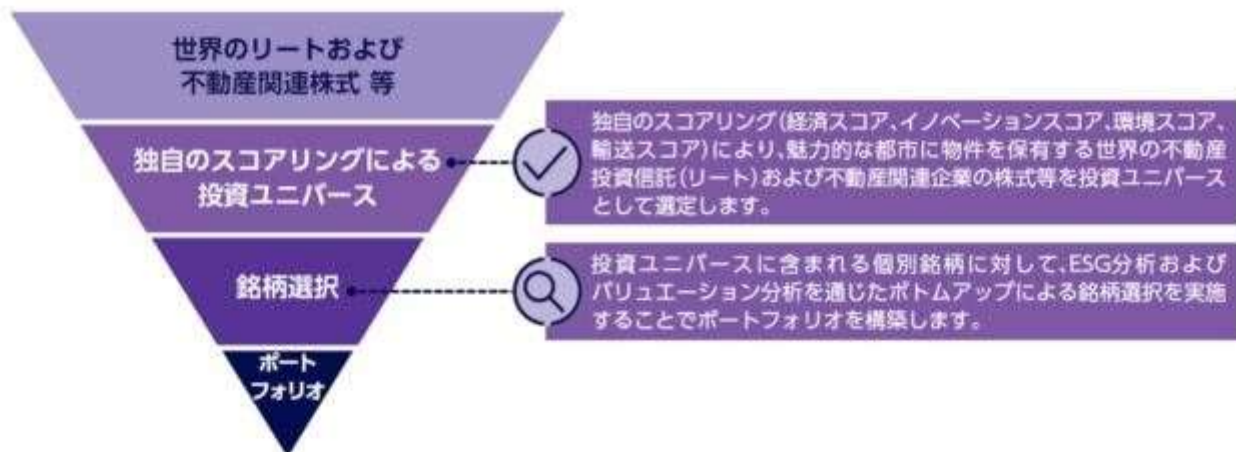 世界のリートおよび
不動産関連株式 等
独自のスコアリングによる
投資ユニバース
独自のスコアリング(経済スコア、イノベーションスコア、環境スコア、
輸送スコア)により、魅力的な都市に物件を保有する世界の不動産
投資信託(リート)および不動産関連企業の株式等を投資ユニバース
として選定します。
銘柄選択
投資ユニバースに含まれる個別銘柄に対して、ESG分析および
バリュエーション分析を通じたボトムアップによる銘柄選択を実施
することでポートフォリオを構築します。
ポート
フォリオ